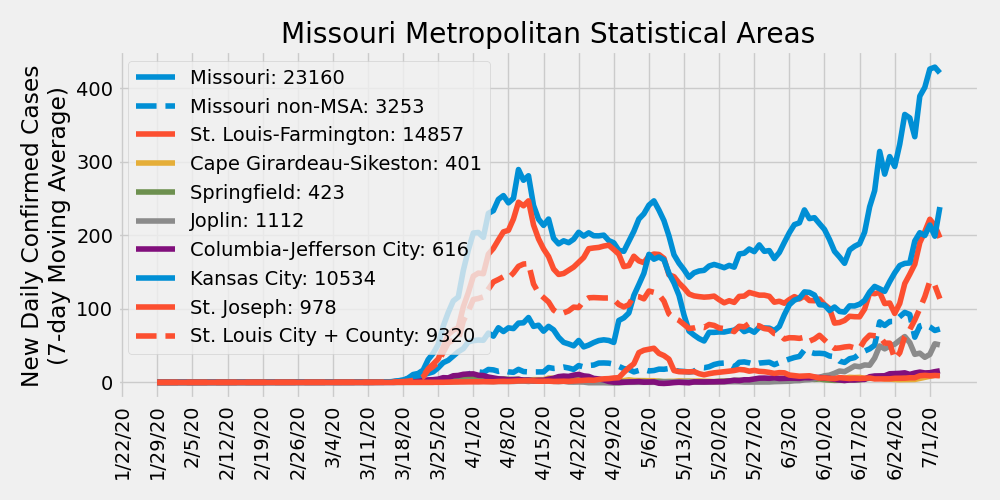 Missouri Metropolitan Statistical Areas
New Daily Confirmed Cases
(7-day Moving Average)
400
300
200
100
0
Missouri: 23160
Missouri non-MSA: 3253
St. Louis-Farmington: 14857
Cape Girardeau-Sikeston: 401
Springfield: 423
Joplin: 1112
Columbia-Jefferson City: 616
Kansas City: 10534
St. Joseph: 978
St. Louis City + County: 9320
1/22/20
1/29/20
2/5/20
2/12/20
2/19/20
2/26/20
3/4/20
3/11/20
3/18/20
3/25/20
4/1/20
4/8/20
4/15/20
4/22/20
4/29/20
5/6/20
5/13/20
5/20/20
5/27/20
6/3/20
6/10/20
6/17/20
6/24/20
7/1/20